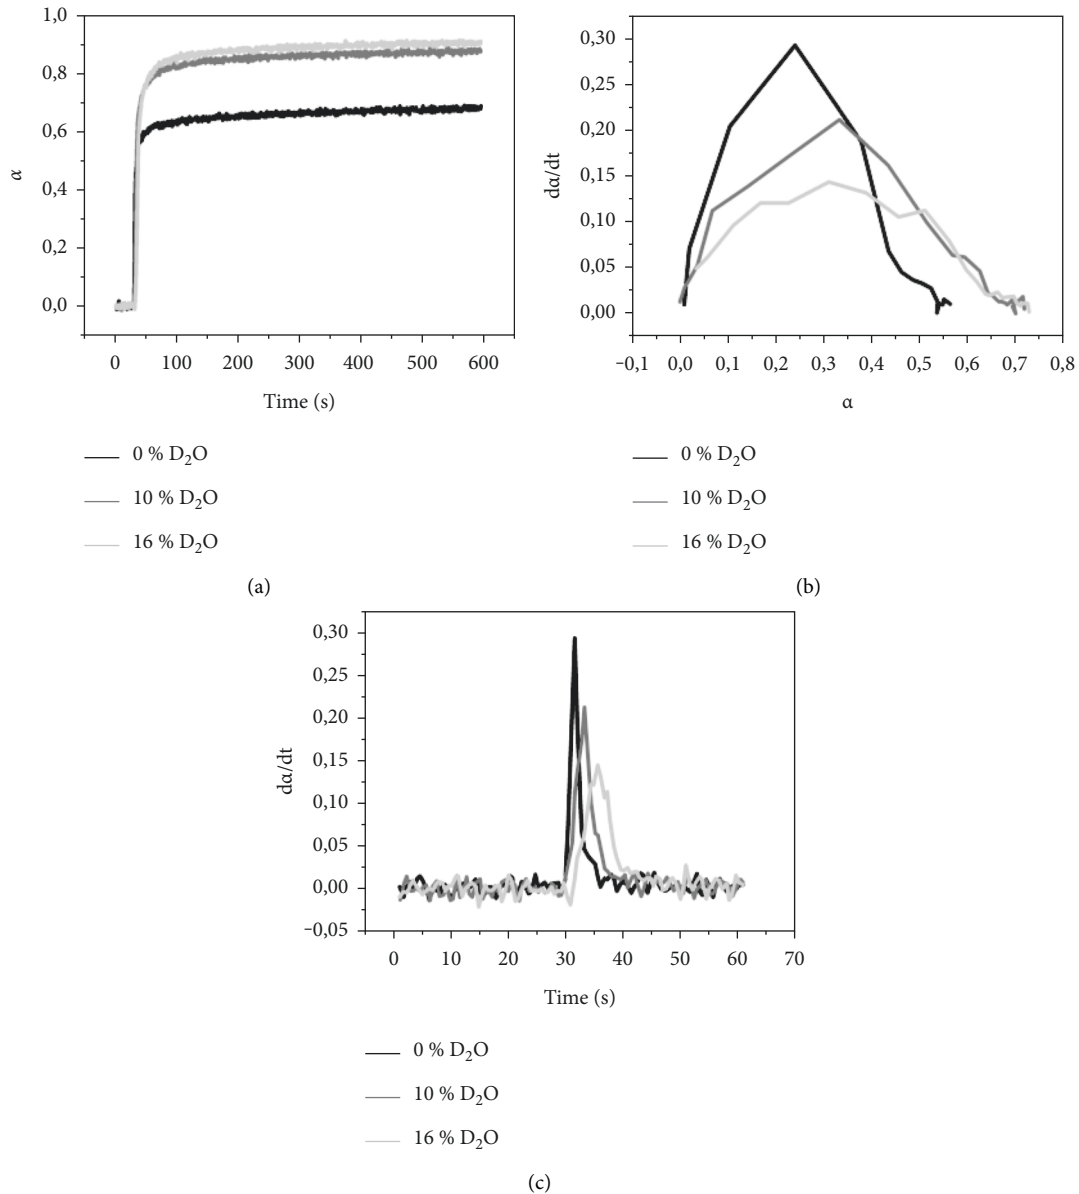 1,0
0,8
0,6
0,4
0,2
0,0
α
0 100 200 300 400 500 600
Time (s)
0 % D₂O
10 % D₂O
16 % D₂O
(a)
0,30
0,25
0,20
0,15
0,10
0,05
0,00
dα/dt
−0,1 0,0 0,1 0,2 0,3 0,4 0,5 0,6 0,7 0,8
α
0 % D₂O
10 % D₂O
16 % D₂O
(b)
0,30
0,25
0,20
0,15
0,10
0,05
0,00
−0,05
dα/dt
0 10 20 30 40 50 60 70
Time (s)
0 % D₂O
10 % D₂O
16 % D₂O
(c)